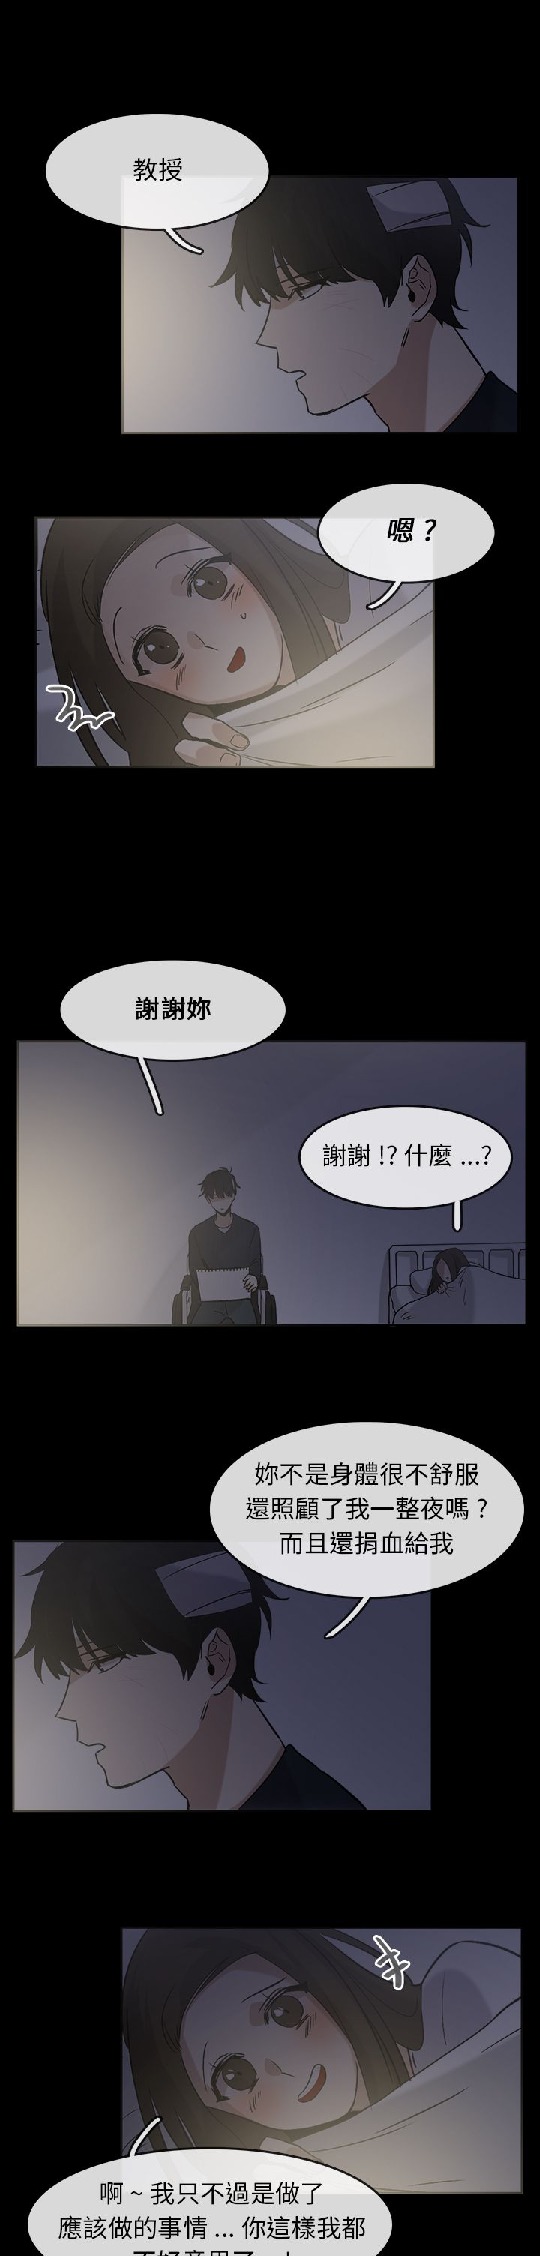 教授
嗯？
謝謝妳
謝謝 !? 什麼 ...?
妳不是身體很不舒服
還照顧了我一整夜嗎？
而且還捐血給我
啊 ~ 我只不過是做了
應該做的事情 ... 你這樣我都